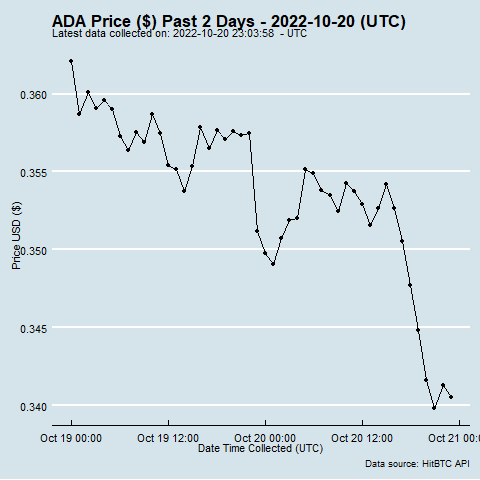 ADA Price ($) Past 2 Days - 2022-10-20 (UTC)
Latest data collected on: 2022-10-20 23:03:58 - UTC
0.360
0.355
0.350
0.345
0.340
Price USD ($)
Oct 19 00:00 Oct 19 12:00 Oct 20 00:00 Oct 20 12:00 Oct 21 00:
Date Time Collected (UTC)
Data source: HitBTC API